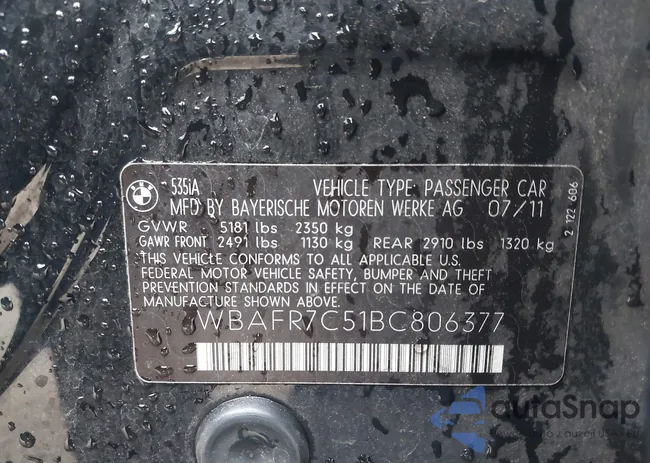 535iA VEHICLE TYPE: PASSENGER CAR
MFD BY BAYERISCHE MOTOREN WERKE AG 07/11
GVWR 5181 lbs 2350 kg
GAWR FRONT 2491 lbs 1130 kg REAR 2910 lbs 1320 kg
THIS VEHICLE CONFORMS TO ALL APPLICABLE U.S.
FEDERAL MOTOR VEHICLE SAFETY, BUMPER AND THEFT
PREVENTION STANDARDS IN EFFECT ON THE DATE OF
MANUFACTURE SHOWN ABOVE.
WBAFR7C51BC806377
2 122 606
autoSnap
auta z aukcji USA